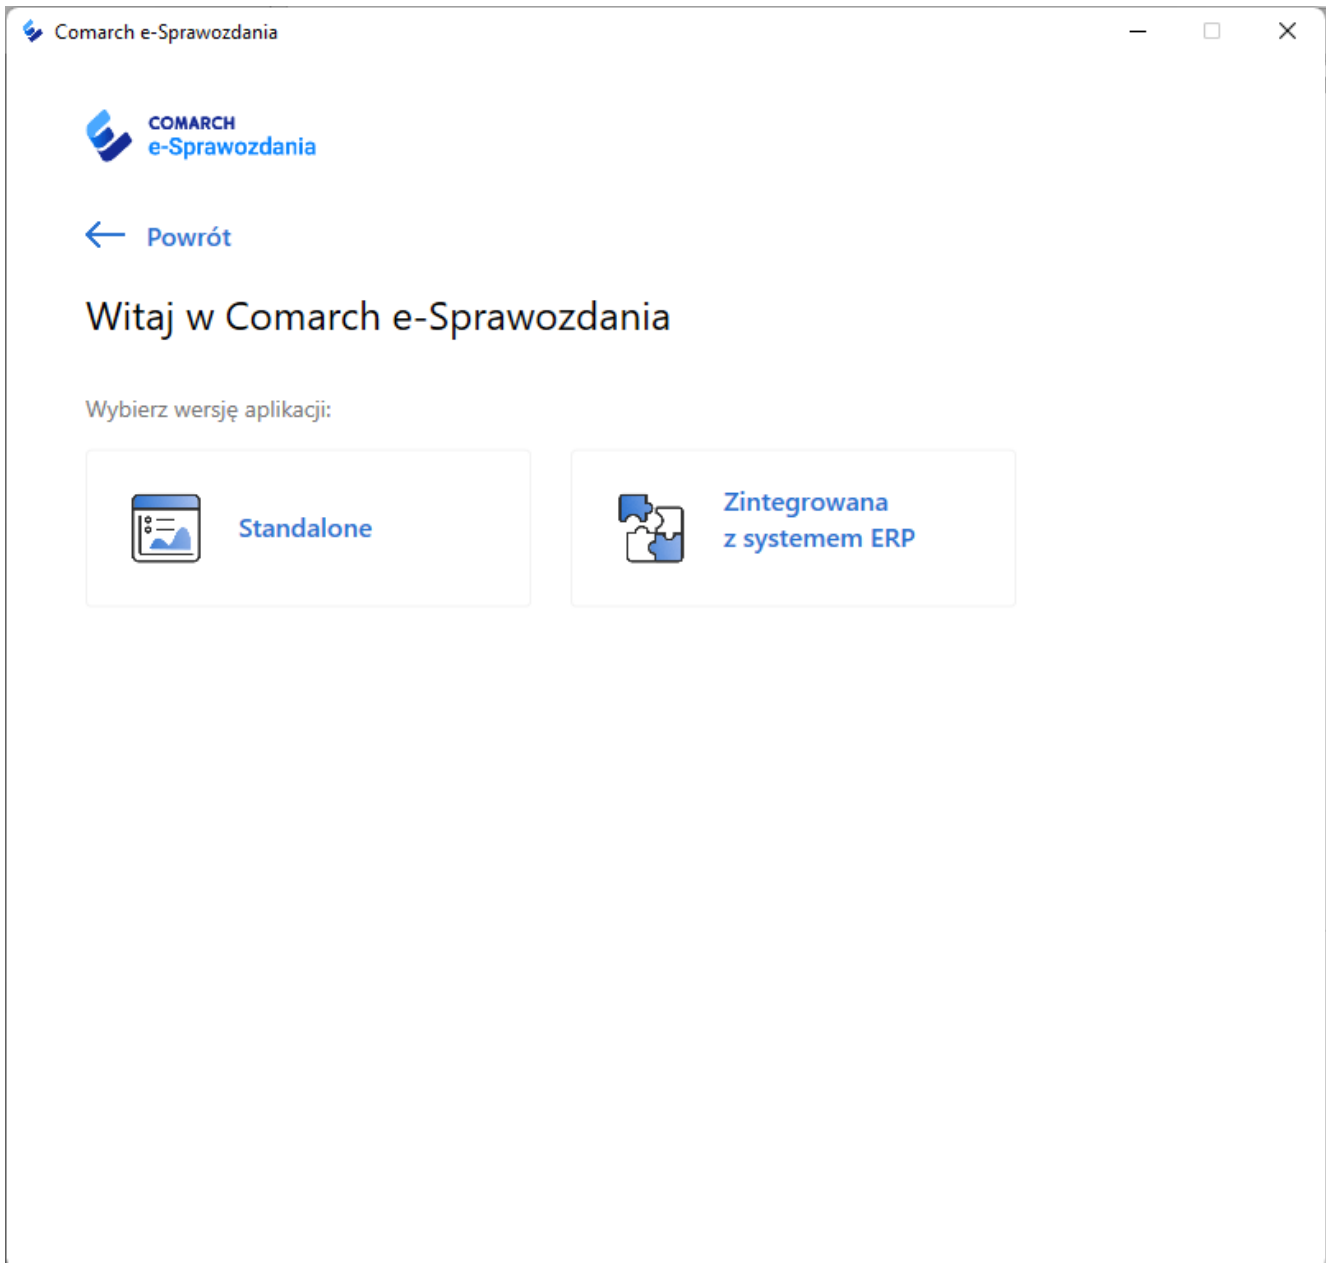 Comarch e-Sprawozdania
COMARCH
e-Sprawozdania
Powrót
Witaj w Comarch e-Sprawozdania
Wybierz wersję aplikacji:
Standalone
Zintegrowana
z systemem ERP